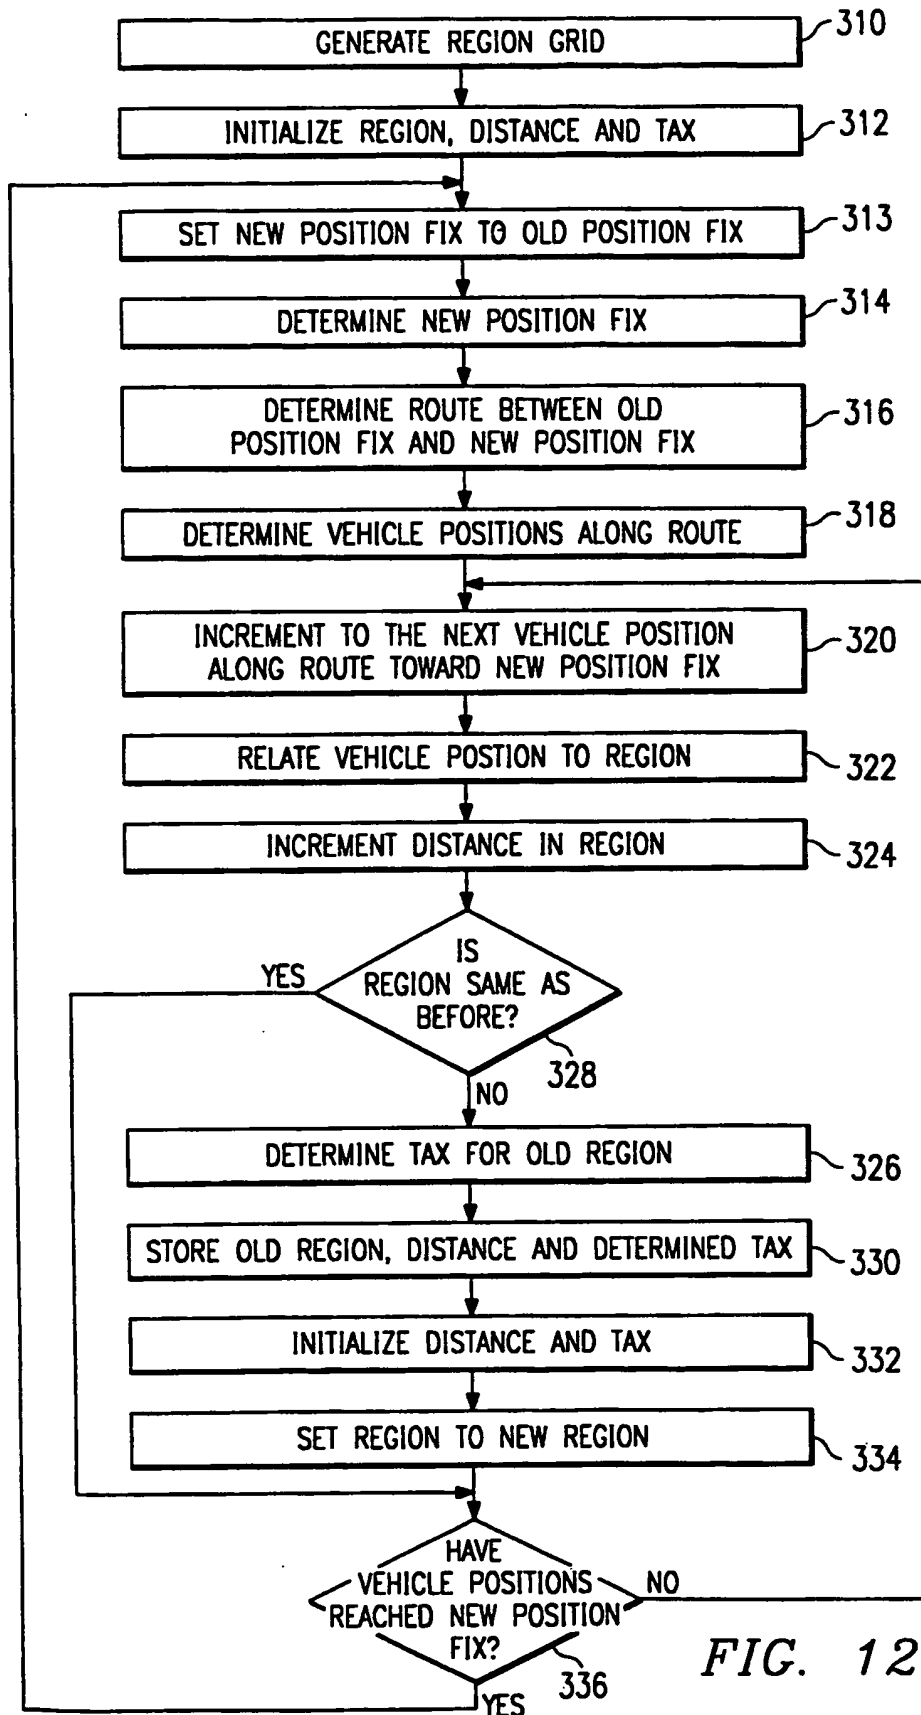 GENERATE REGION GRID
310
INITIALIZE REGION, DISTANCE AND TAX
312
SET NEW POSITION FIX TO OLD POSITION FIX
313
DETERMINE NEW POSITION FIX
314
DETERMINE ROUTE BETWEEN OLD
POSITION FIX AND NEW POSITION FIX
316
DETERMINE VEHICLE POSITIONS ALONG ROUTE
318
INCREMENT TO THE NEXT VEHICLE POSITION
ALONG ROUTE TOWARD NEW POSITION FIX
320
RELATE VEHICLE POSTION TO REGION
322
INCREMENT DISTANCE IN REGION
324
IS
REGION SAME AS
BEFORE?
YES
328
NO
DETERMINE TAX FOR OLD REGION
326
STORE OLD REGION, DISTANCE AND DETERMINED TAX
330
INITIALIZE DISTANCE AND TAX
332
SET REGION TO NEW REGION
334
HAVE
VEHICLE POSITIONS
REACHED NEW POSITION
FIX?
NO
336
YES
FIG. 12